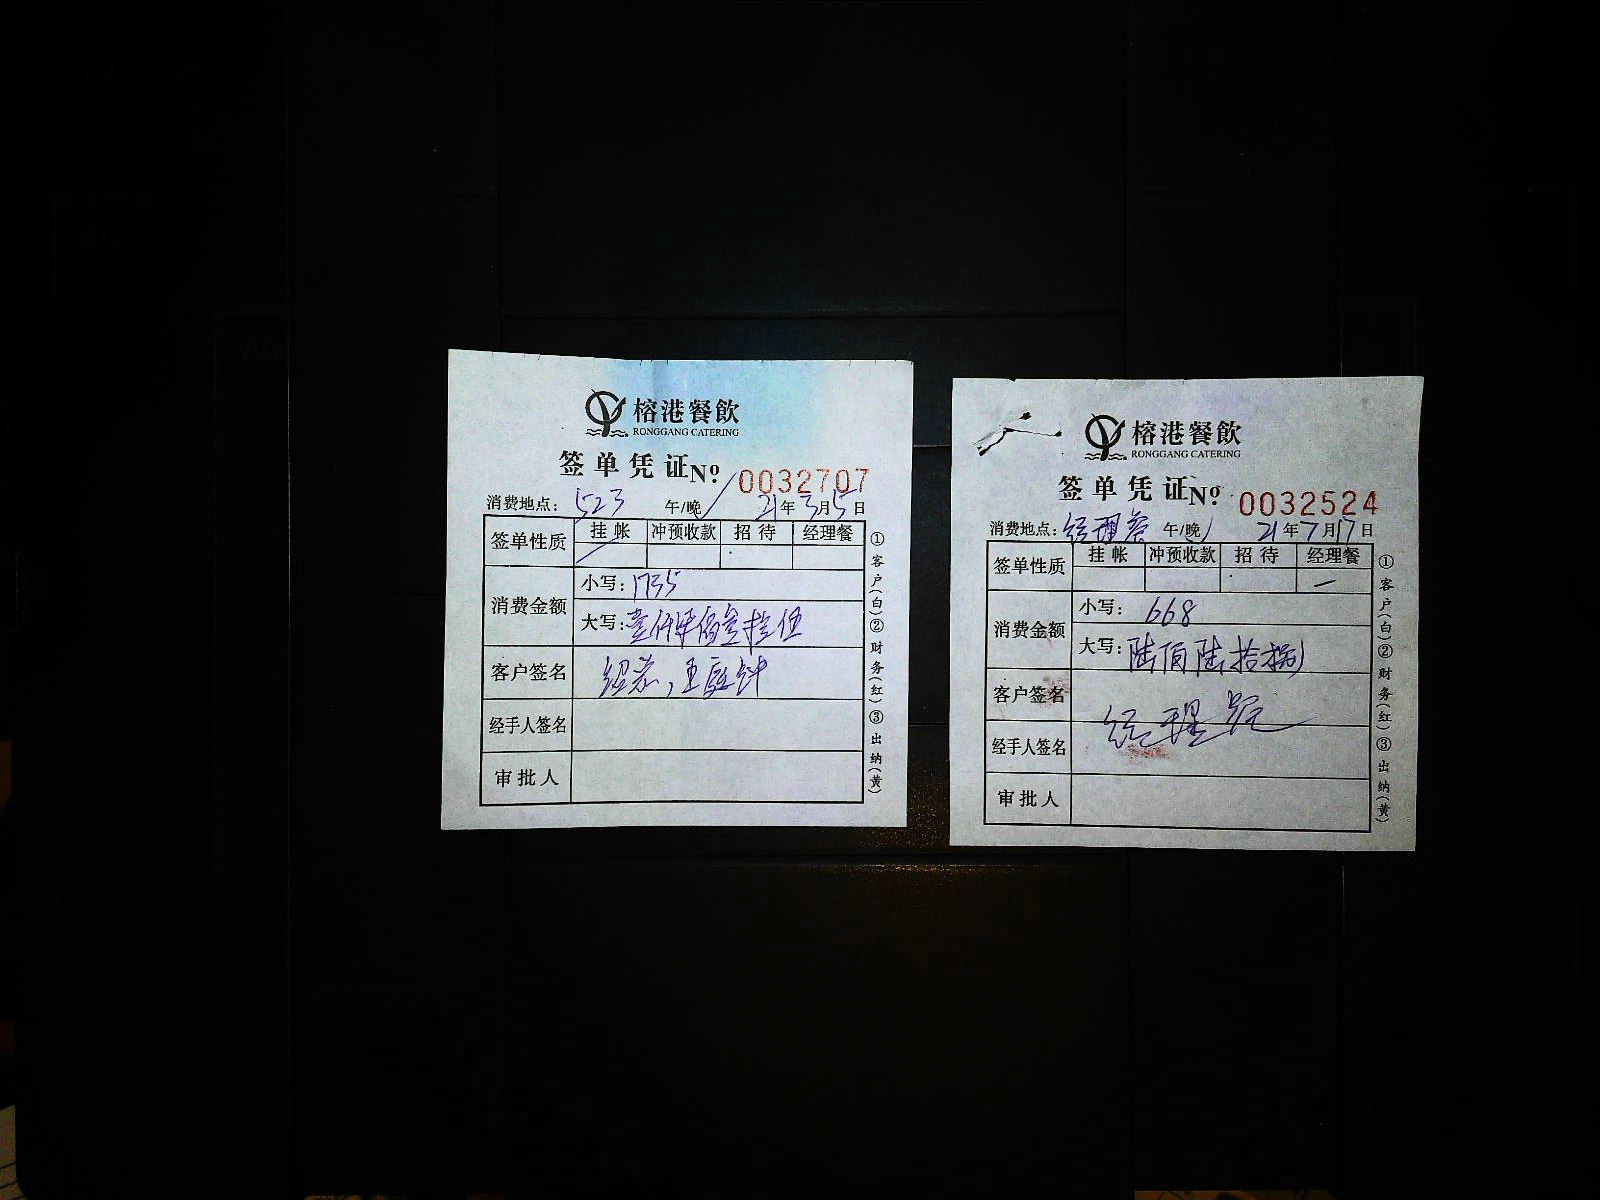 榕港餐飲
RONGGANG CATERING
签单凭证 Nº 0032707
消费地点: 523 午/晚 21年3月5日
签单性质 挂帐 冲预收款 招待 经理餐
消费金额 小写: 1735
大写: 壹仟柒佰叁拾伍
客户签名
经手人签名
审批人
①客户(白)②财务(红)③出纳(黄)
榕港餐飲
RONGGANG CATERING
签单凭证 Nº 0032524
消费地点: 经理餐 午/晚 21年7月17日
签单性质 挂帐 冲预收款 招待 经理餐
消费金额 小写: 668
大写: 陆佰陆拾捌
客户签名
经手人签名 经理
审批人
①客户(白)②财务(红)③出纳(黄)